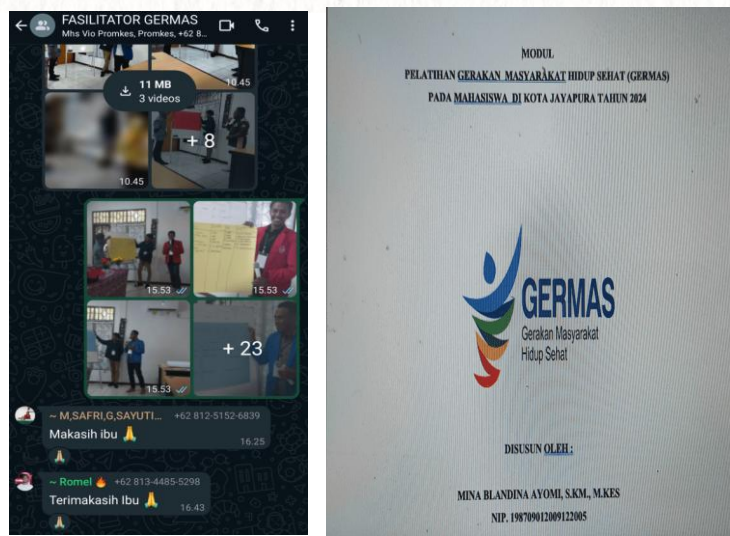 FASILITATOR GERMAS
Mhs Vio Promkes, Promkes, +62 8...
11 MB
3 videos
10.45
10.45
+ 8
15.53
15.53
15.53
+ 23
~ M,SAFRI,G,SAYUTI... +62 812-5152-6839
Makasih ibu 🙏
16.25
🙏
~ Romel 🔥 +62 813-4485-5298
Terimakasih Ibu 🙏
16.43
🙏
MODUL
PELATIHAN GERAKAN MASYARAKAT HIDUP SEHAT (GERMAS)
PADA MAHASISWA DI KOTA JAYAPURA TAHUN 2024
GERMAS
Gerakan Masyarakat
Hidup Sehat
DISUSUN OLEH :
MINA BLANDINA AYOMI, S.KM., M.KES
NIP. 198709012009122005